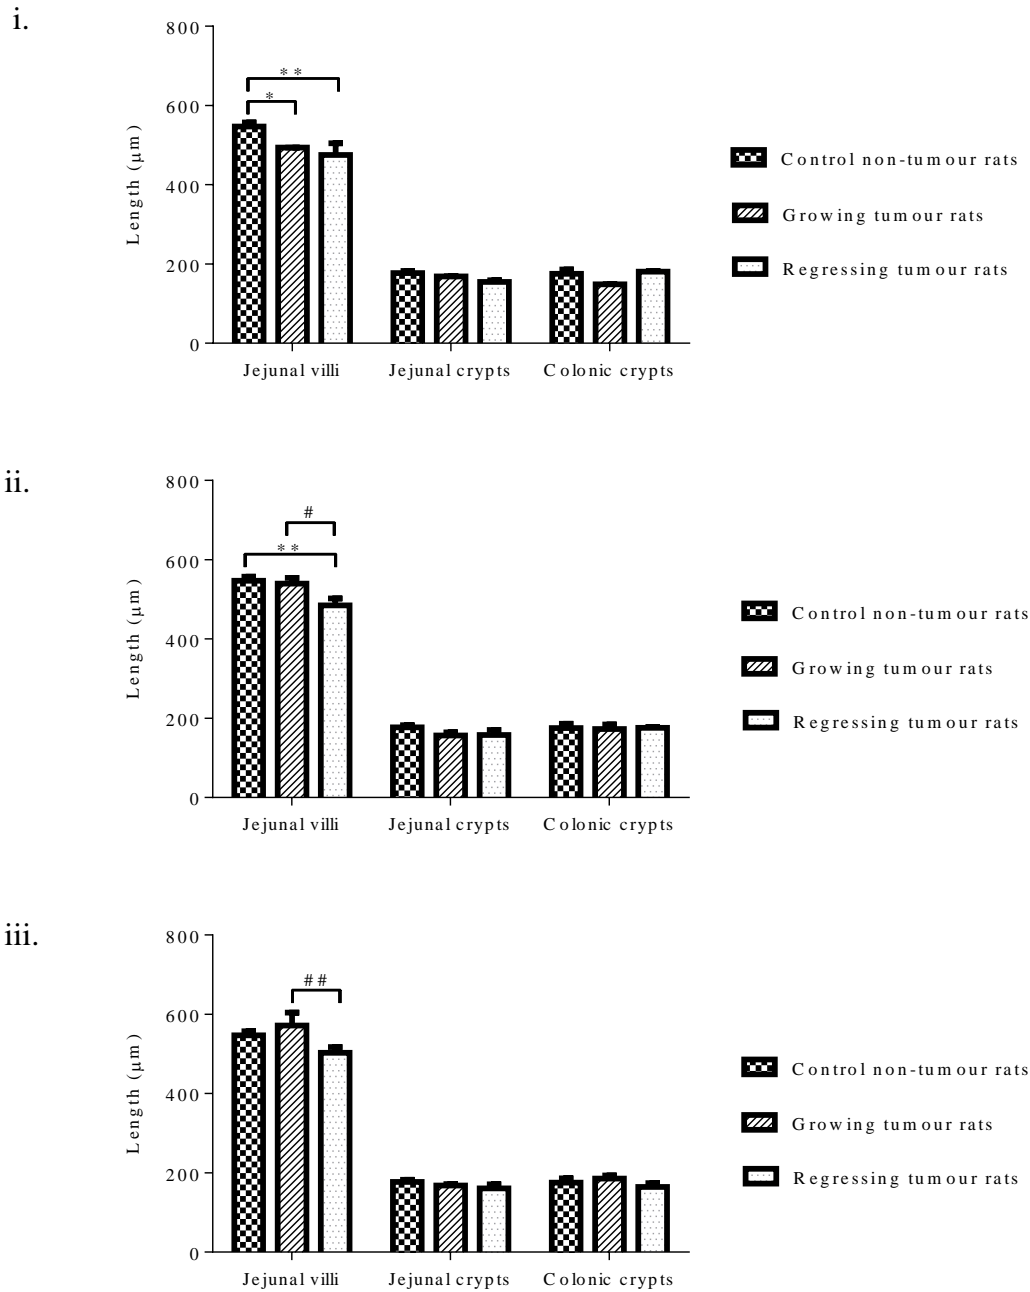 i.
800
600
400
200
0
Length (μm)
**
*
Jejunal villi
Jejunal crypts
Colonic crypts
Control non-tumour rats
Growing tumour rats
Regressing tumour rats
ii.
800
600
400
200
0
Length (μm)
#
**
Jejunal villi
Jejunal crypts
Colonic crypts
Control non-tumour rats
Growing tumour rats
Regressing tumour rats
iii.
800
600
400
200
0
Length (μm)
##
Jejunal villi
Jejunal crypts
Colonic crypts
Control non-tumour rats
Growing tumour rats
Regressing tumour rats